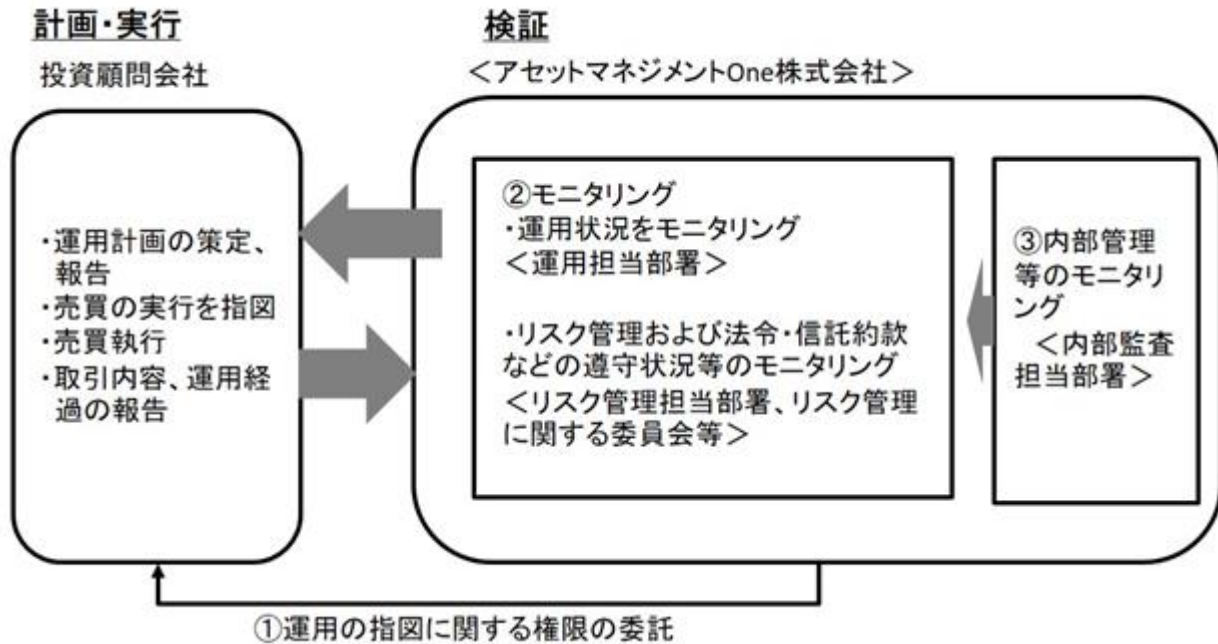 計画・実行
投資顧問会社
・運用計画の策定、
報告
・売買の実行を指図
・売買執行
・取引内容、運用経
過の報告
検証
＜アセットマネジメントOne株式会社＞
②モニタリング
・運用状況をモニタリング
＜運用担当部署＞
・リスク管理および法令・信託約款
などの遵守状況等のモニタリング
＜リスク管理担当部署、リスク管理
に関する委員会等＞
③内部管理
等のモニタリ
ング
＜内部監査
担当部署＞
①運用の指図に関する権限の委託